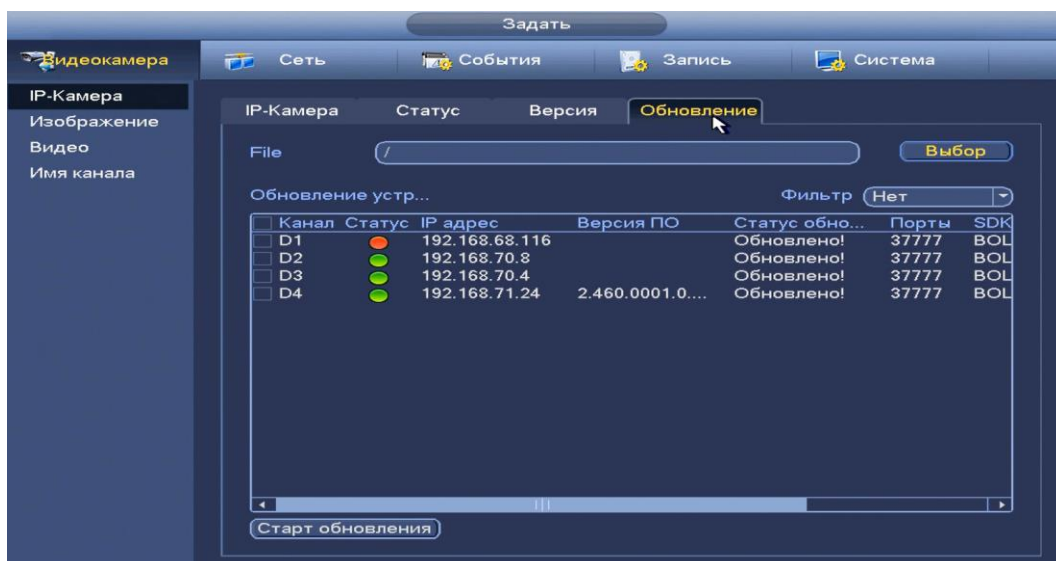 Задать
Видеокамера Сеть События Запись Система
IP-Камера
Изображение
Видео
Имя канала
IP-Камера Статус Версия Обновление
File / Выбор
Обновление устр... Фильтр Нет
Канал Статус IP адрес Версия ПО Статус обно... Порты SDK
D1 192.168.68.116 Обновлено! 37777 BOL
D2 192.168.70.8 Обновлено! 37777 BOL
D3 192.168.70.4 Обновлено! 37777 BOL
D4 192.168.71.24 2.460.0001.0.... Обновлено! 37777 BOL
Старт обновления